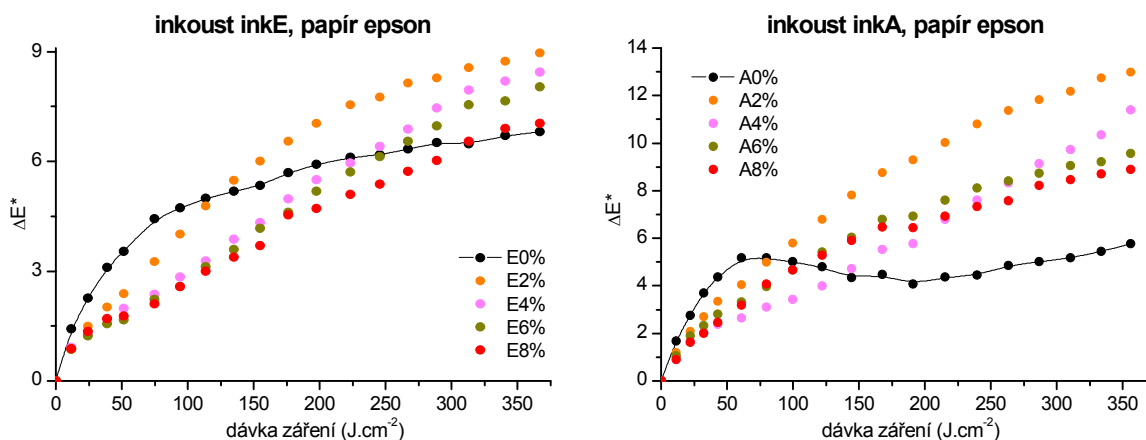 inkoust inkE, papír epson
ΔE*
9
6
3
0
E0%
E2%
E4%
E6%
E8%
0 50 100 150 200 250 300 350
dávka záření (J.cm-2)
inkoust inkA, papír epson
ΔE*
14
12
10
8
6
4
2
0
A0%
A2%
A4%
A6%
A8%
0 50 100 150 200 250 300 350
dávka záření (J.cm-2)